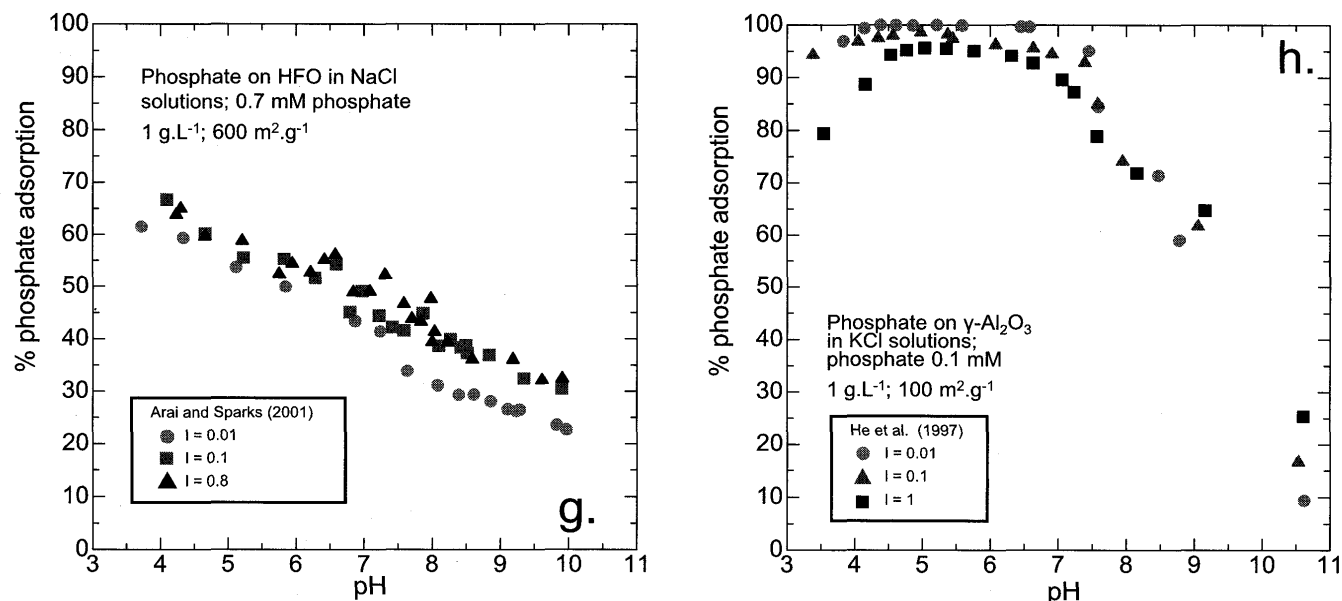 % phosphate adsorption
100
90
80
70
60
50
40
30
20
10
0
Phosphate on HFO in NaCl
solutions; 0.7 mM phosphate
1 g.L⁻¹; 600 m².g⁻¹
Arai and Sparks (2001)
I = 0.01
I = 0.1
I = 0.8
g.
3 4 5 6 7 8 9 10 11
pH
% phosphate adsorption
100
90
80
70
60
50
40
30
20
10
0
h.
Phosphate on γ-Al₂O₃
in KCl solutions;
phosphate 0.1 mM
1 g.L⁻¹; 100 m².g⁻¹
He et al. (1997)
I = 0.01
I = 0.1
I = 1
3 4 5 6 7 8 9 10 11
pH